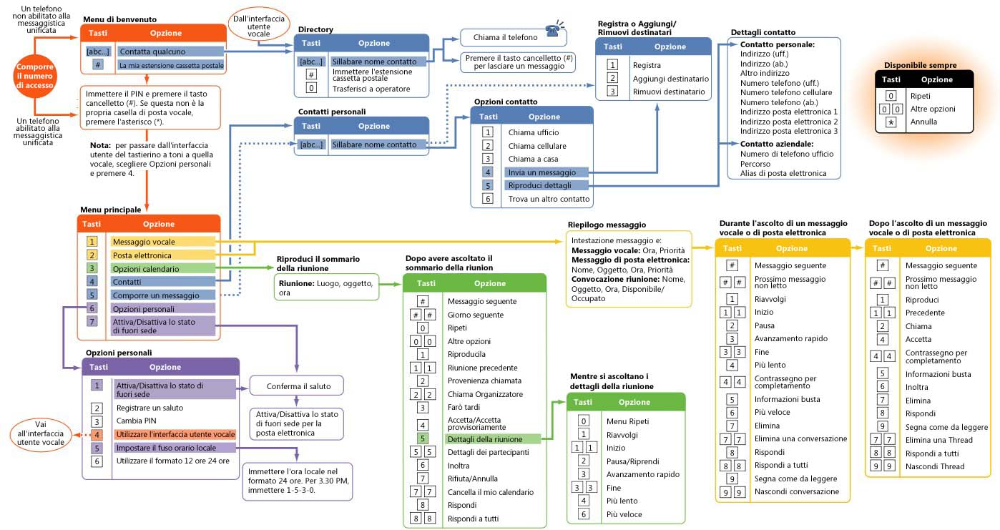 Un telefono
non abilitato alla
messaggistica
unificata
Comporre
il numero
di accesso
Un telefono
abilitato alla
messaggistica
unificata
Menu di benvenuto
Tasti Opzione
[abc...] Contatta qualcuno
# La mia estensione cassetta postale
Immettere il PIN e premere il tasto
cancelletto (#). Se questa non è la
propria casella di posta vocale,
premere l'asterisco (*).
Nota: per passare dall'interfaccia
utente del tastierino a toni a quella
vocale, scegliere Opzioni personali
e premere 4.
Dall'interfaccia
utente
vocale
Directory
Tasti Opzione
[abc...] Sillabare nome contatto
# Immettere l'estensione
cassetta postale
0 Trasferisci a operatore
Chiama il telefono
Premere il tasto cancelletto (#)
per lasciare un messaggio
Contatti personali
Tasti Opzione
[abc...] Sillabare nome contatto
Opzioni contatto
Tasti Opzione
1 Chiama ufficio
2 Chiama cellulare
3 Chiama a casa
4 Invia un messaggio
5 Riproduci dettagli
6 Trova un altro contatto
Registra o Aggiungi/
Rimuovi destinatari
Tasti Opzione
1 Registra
2 Aggiungi destinatario
3 Rimuovi destinatario
Dettagli contatto
Contatto personale:
Indirizzo (uff.)
Indirizzo (ab.)
Altro indirizzo
Numero telefono (uff.)
Numero telefono cellulare
Numero telefono (ab.)
Indirizzo posta elettronica 1
Indirizzo posta elettronica 2
Indirizzo posta elettronica 3
Contatto aziendale:
Numero di telefono ufficio
Percorso
Alias di posta elettronica
Disponibile sempre
Tasti Opzione
0 Ripeti
0 0 Altre opzioni
* Annulla
Menu principale
Tasti Opzione
1 Messaggio vocale
2 Posta elettronica
3 Opzioni calendario
4 Contatti
5 Comporre un messaggio
6 Opzioni personali
7 Attiva/Disattiva lo stato
di fuori sede
Opzioni personali
Tasti Opzione
1 Attiva/Disattiva lo stato di
fuori sede
2 Registrare un saluto
3 Cambia PIN
4 Utilizzare l'interfaccia utente vocale
5 Impostare il fuso orario locale
6 Utilizzare il formato 12 ore 24 ore
Vai
all'interfaccia
utente vocale
Conferma il saluto
Attiva/Disattiva lo stato
di fuori sede per la
posta elettronica
Immettere l'ora locale nel
formato 24 ore. Per 3.30 PM,
immettere 1-5-3-0.
Riproduci il sommario
della riunione
Riunione: Luogo, oggetto,
ora
Dopo avere ascoltato il
sommario della riunion
Tasti Opzione
# Messaggio seguente
# # Giorno seguente
0 Ripeti
0 0 Altre opzioni
1 Riproducila
1 1 Riunione precedente
2 Provenienza chiamata
2 2 Chiama Organizzatore
3 Farò tardi
4 Accetta/Accetta
provvisoriamente
5 Dettagli della riunione
5 5 Dettagli dei partecipanti
6 Inoltra
7 Rifiuta/Annulla
7 7 Cancella il mio calendario
8 Rispondi
8 8 Rispondi a tutti
Mentre si ascoltano i
dettagli della riunione
Tasti Opzione
0 Menu Ripeti
1 Riavvolgi
1 1 Inizio
2 Pausa/Riprendi
3 Avanzamento rapido
3 3 Fine
4 Più lento
6 Più veloce
Riepilogo messaggio
Intestazione messaggio e:
Messaggio vocale: Ora, Priorità
Messaggio di posta elettronica:
Nome, Oggetto, Ora, Priorità
Convocazione riunione: Nome,
Oggetto, Ora, Disponibile/
Occupato
Durante l'ascolto di un messaggio
vocale o di posta elettronica
Tasti Opzione
# Messaggio seguente
# # Prossimo messaggio
non letto
1 Riavvolgi
1 1 Inizio
2 Pausa
3 Avanzamento rapido
3 3 Fine
4 Più lento
4 4 Contrassegno per
completamento
5 Informazioni busta
6 Più veloce
7 Elimina
7 7 Elimina una conversazione
8 Rispondi
8 8 Rispondi a tutti
9 Segna come da leggere
9 9 Nascondi conversazione
Dopo l'ascolto di un messaggio
vocale o di posta elettronica
Tasti Opzione
# Messaggio seguente
# # Prossimo messaggio
non letto
1 Riproduci
1 1 Precedente
2 Chiama
4 Accetta
4 4 Contrassegno per
completamento
5 Informazioni busta
6 Inoltra
7 Elimina
8 Rispondi
9 Segna come da leggere
7 7 Elimina una Thread
8 8 Rispondi a tutti
9 9 Nascondi Thread